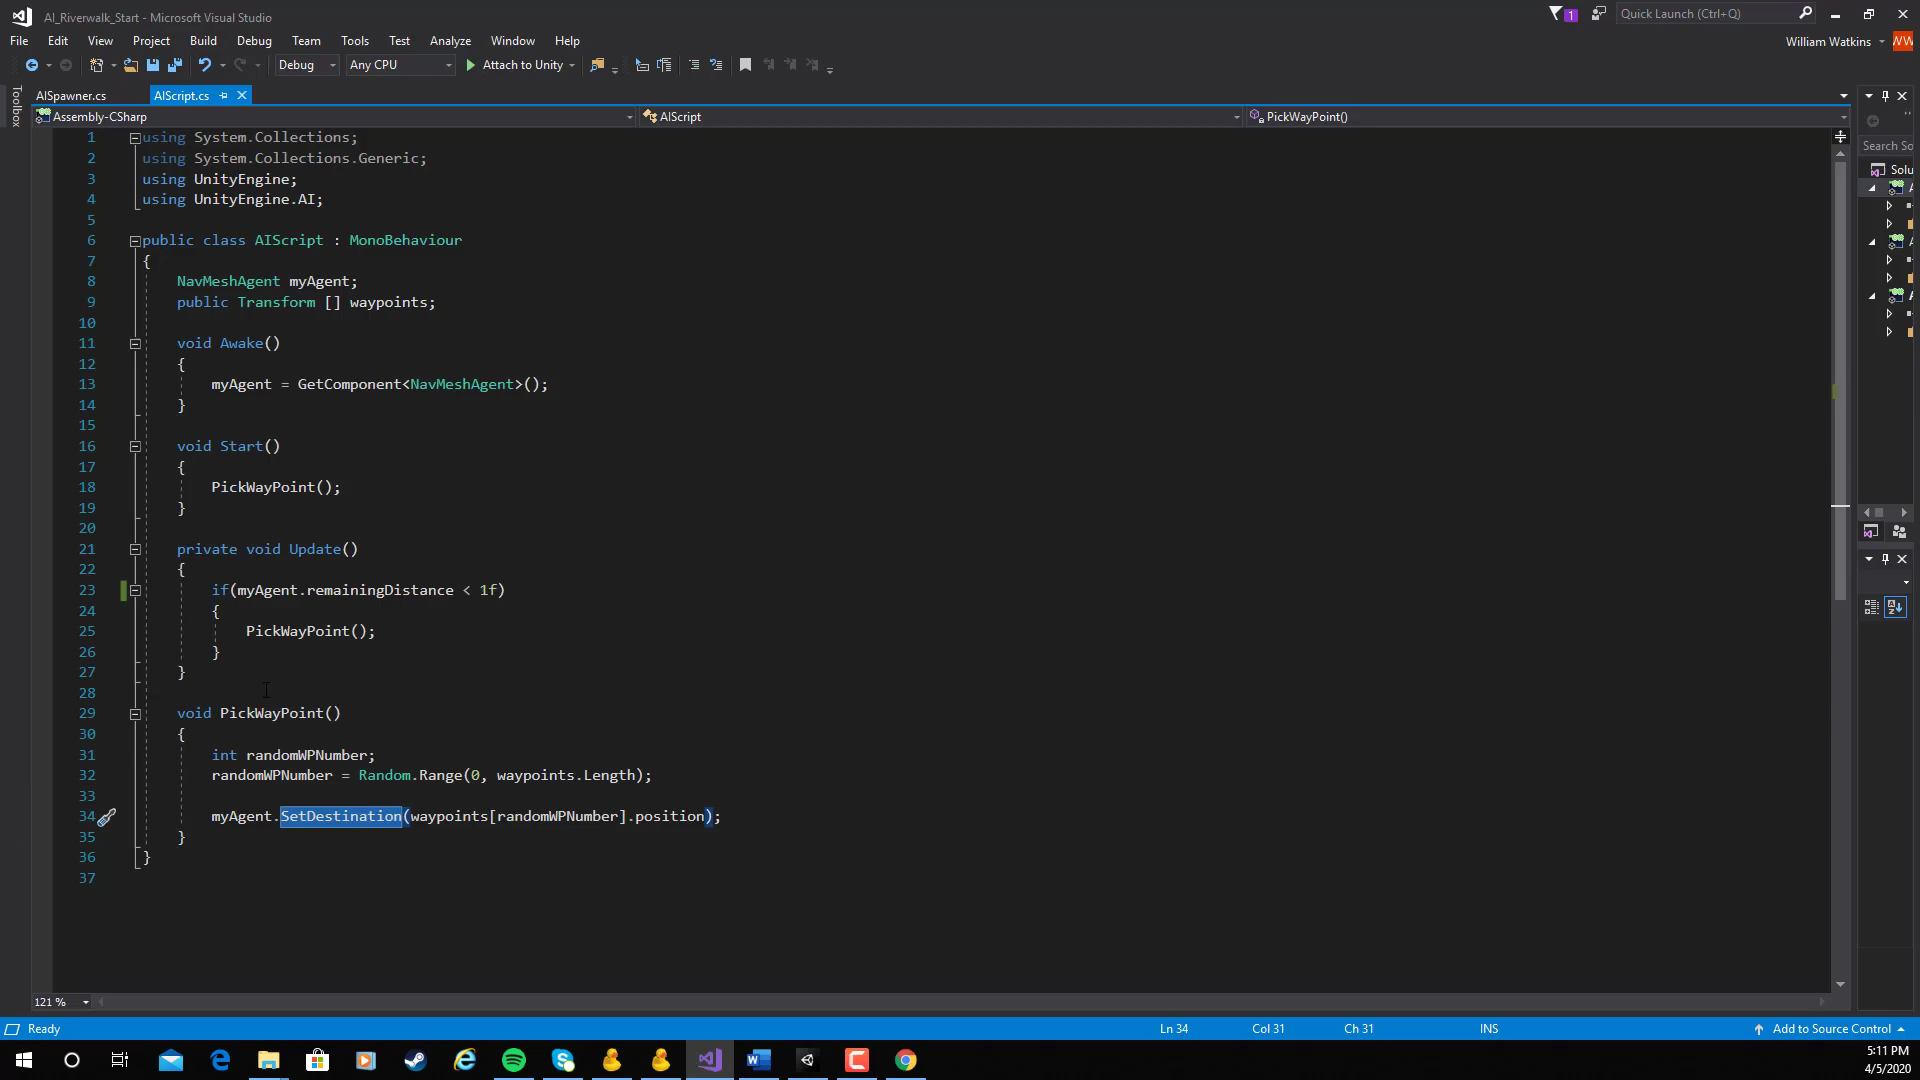 AI_Riverwalk_Start - Microsoft Visual Studio
1
Quick Launch (Ctrl+Q)
File Edit View Project Build Debug Team Tools Test Analyze Window Help
William Watkins
WW
Debug
Any CPU
Attach to Unity
Toolbox
AISpawner.cs
AIScript.cs
Assembly-CSharp
AIScript
PickWayPoint()
1 using System.Collections;
2 using System.Collections.Generic;
3 using UnityEngine;
4 using UnityEngine.AI;
5
6 public class AIScript : MonoBehaviour
7 {
8 NavMeshAgent myAgent;
9 public Transform [] waypoints;
10
11 void Awake()
12 {
13 myAgent = GetComponent<NavMeshAgent>();
14 }
15
16 void Start()
17 {
18 PickWayPoint();
19 }
20
21 private void Update()
22 {
23 if(myAgent.remainingDistance < 1f)
24 {
25 PickWayPoint();
26 }
27 }
28
29 void PickWayPoint()
30 {
31 int randomWPNumber;
32 randomWPNumber = Random.Range(0, waypoints.Length);
33
34 myAgent.SetDestination(waypoints[randomWPNumber].position);
35 }
36 }
37
Search So
Solu
121 %
Ready
Ln 34
Col 31
Ch 31
INS
Add to Source Control
5:11 PM
4/5/2020